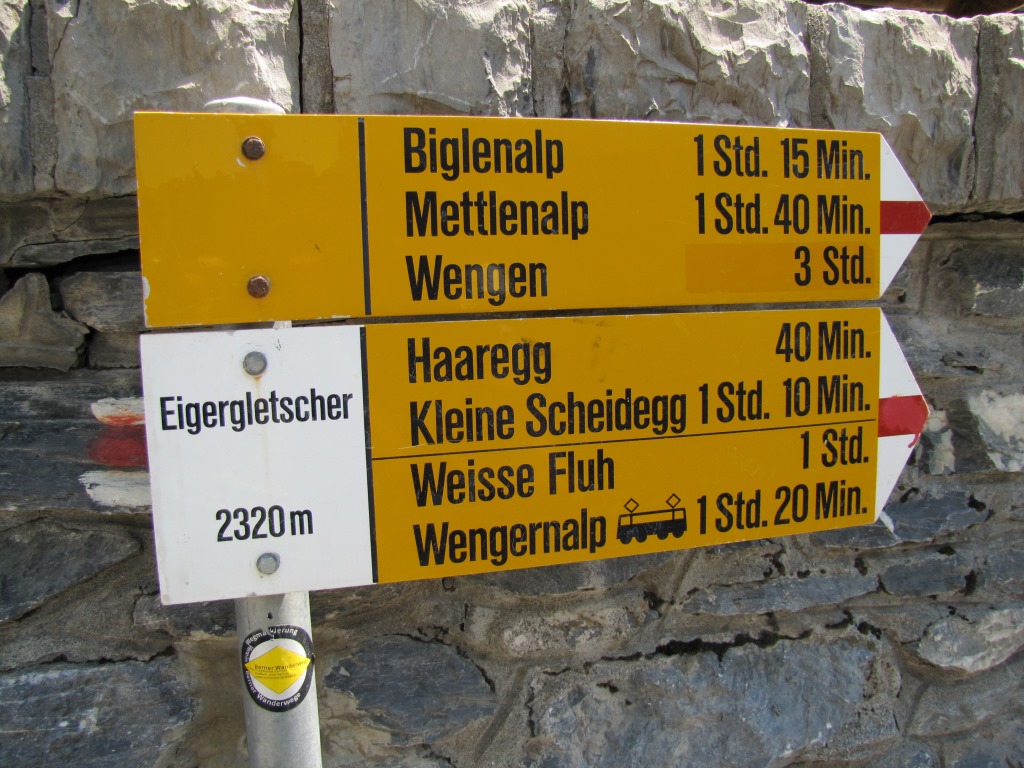 Biglenalp 1 Std. 15 Min.
Mettlenalp 1 Std. 40 Min.
Wengen 3 Std.
Eigergletscher
2320 m
Haaregg 40 Min.
Kleine Scheidegg 1 Std. 10 Min.
Weisse Fluh 1 Std.
Wengernalp 1 Std. 20 Min.
Berner Wanderwege